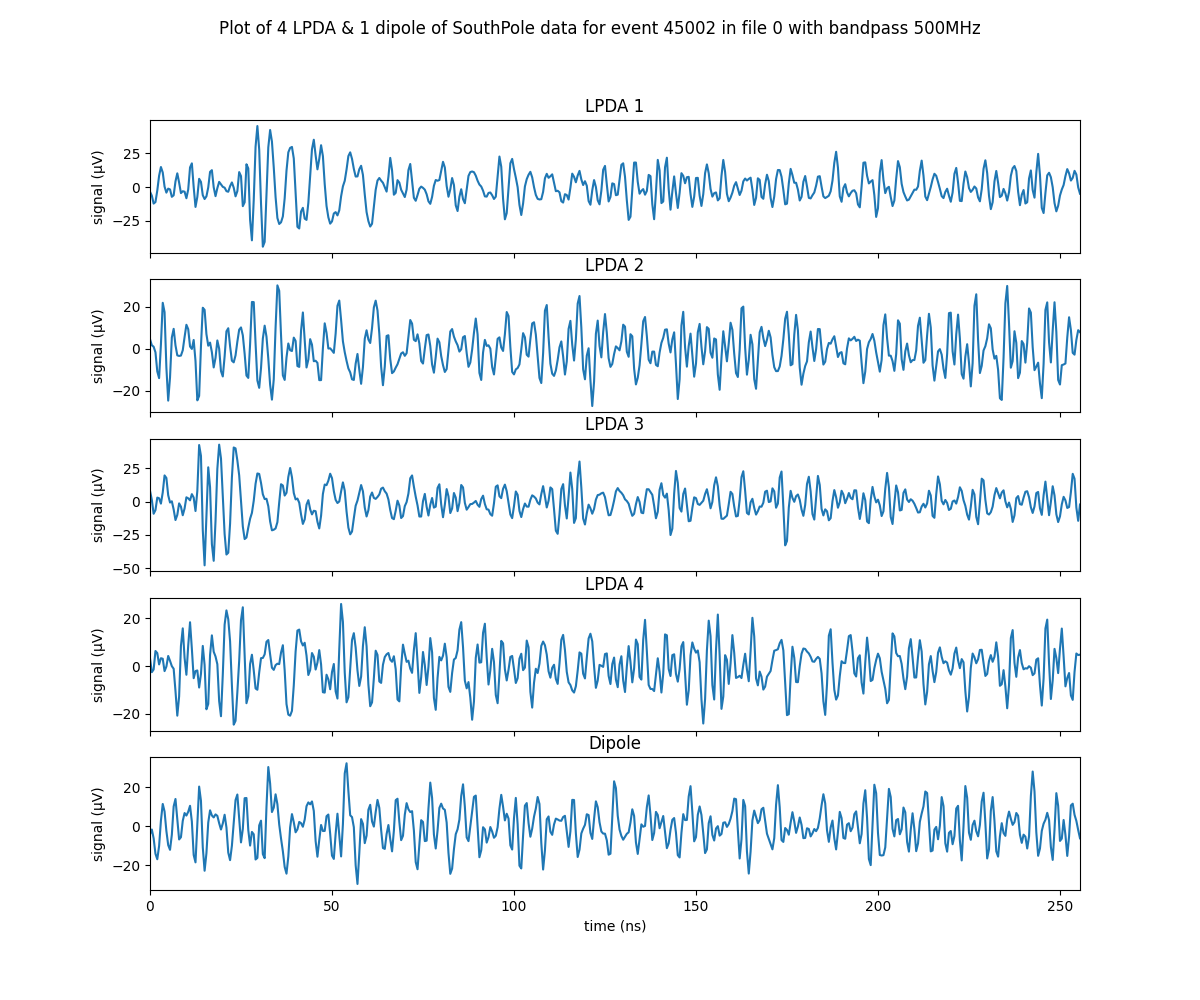 Plot of 4 LPDA & 1 dipole of SouthPole data for event 45002 in file 0 with bandpass 500MHz
LPDA 1
signal (μV)
25
0
−25
LPDA 2
signal (μV)
20
0
−20
LPDA 3
signal (μV)
25
0
−25
−50
LPDA 4
signal (μV)
20
0
−20
Dipole
signal (μV)
20
0
−20
0 50 100 150 200 250
time (ns)